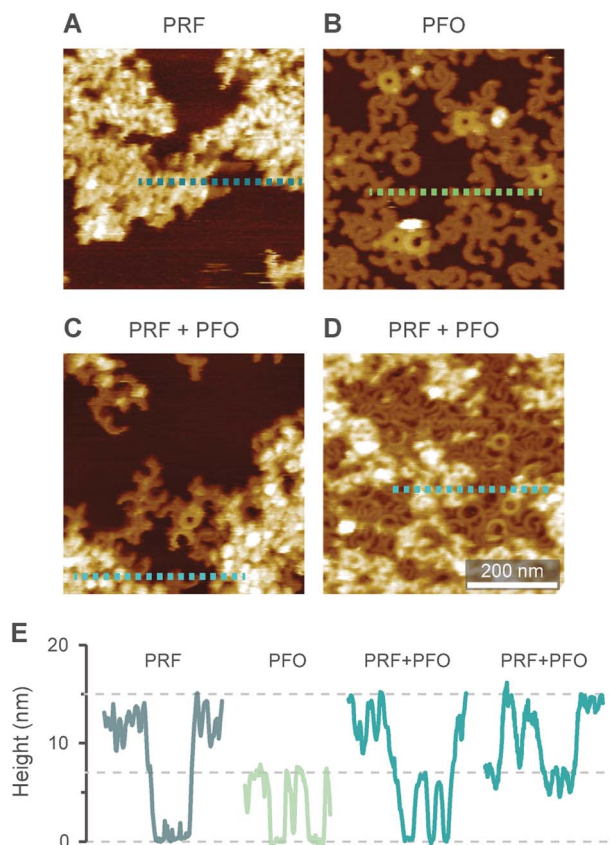 A PRF
B PFO
C PRF + PFO
D PRF + PFO
200 nm
E
PRF PFO PRF+PFO PRF+PFO
20
10
0
Height (nm)